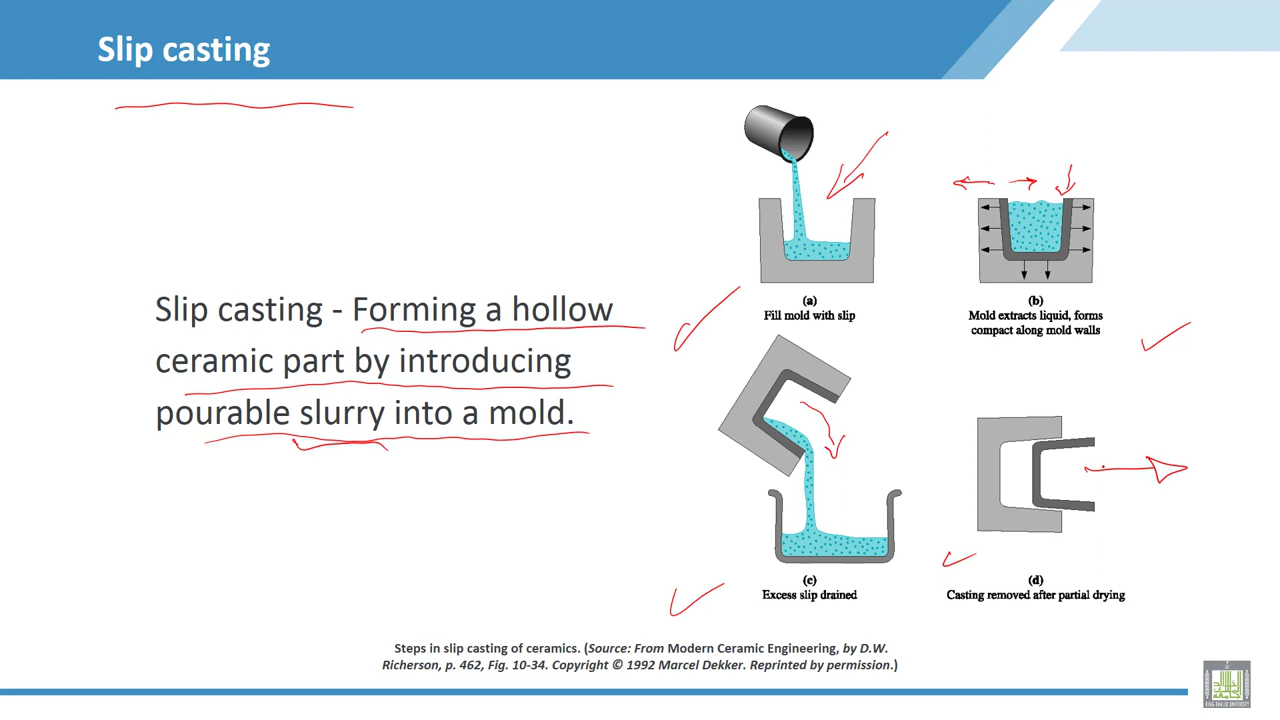 Slip casting
Slip casting - Forming a hollow
ceramic part by introducing
pourable slurry into a mold.
(a)
Fill mold with slip
(b)
Mold extracts liquid, forms
compact along mold walls
(c)
Excess slip drained
(d)
Casting removed after partial drying
Steps in slip casting of ceramics. (Source: From Modern Ceramic Engineering, by D.W.
Richerson, p. 462, Fig. 10-34. Copyright © 1992 Marcel Dekker. Reprinted by permission.)
KING KHALID UNIVERSITY